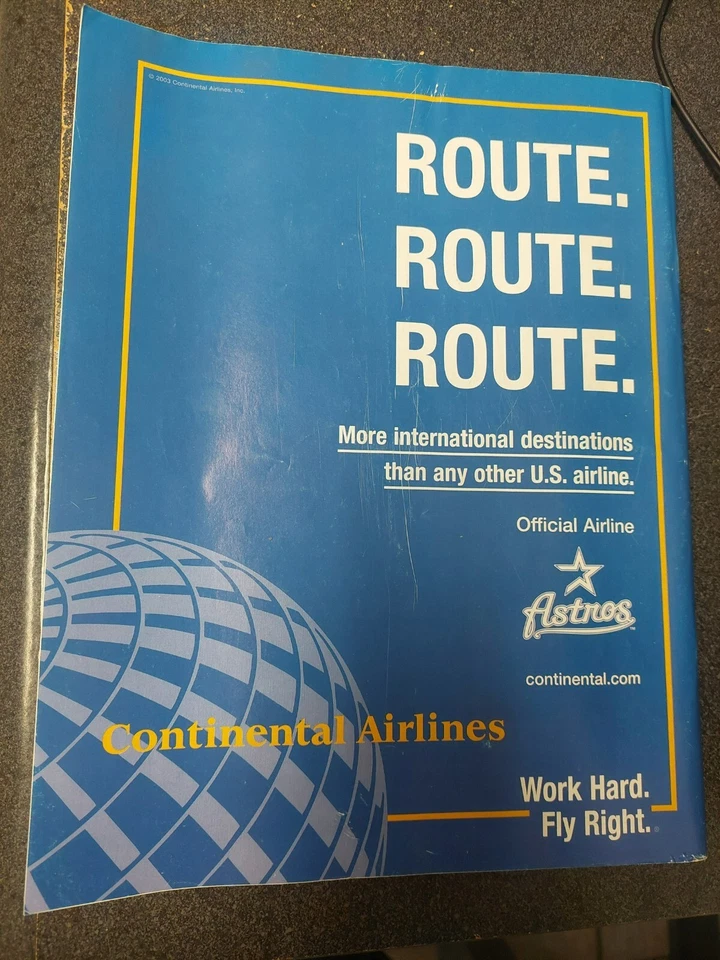 © 2003 Continental Airlines, Inc.
ROUTE.
ROUTE.
ROUTE.
More international destinations
than any other U.S. airline.
Official Airline
Astros
™
continental.com
Continental Airlines
Work Hard.
Fly Right.®